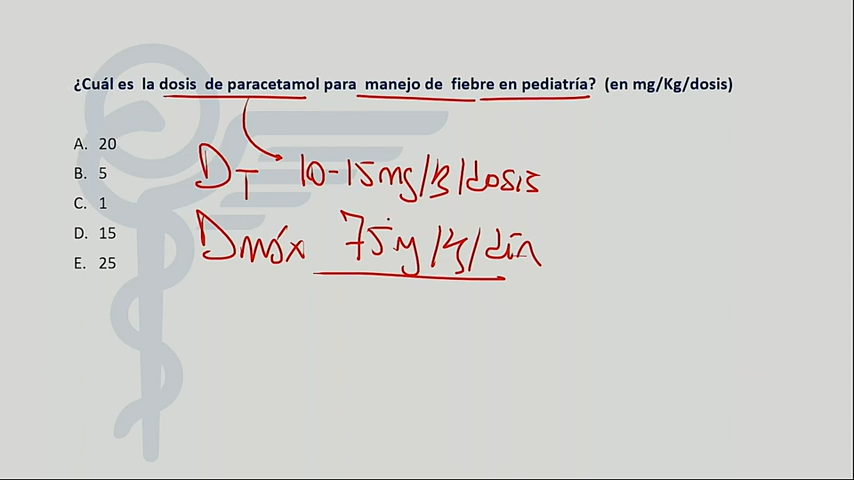 ¿Cuál es la dosis de paracetamol para manejo de fiebre en pediatría? (en mg/Kg/dosis)
A. 20
B. 5
C. 1
D. 15
E. 25
DT 10-15mg/Kg/dosis
Dmáx 75mg/Kg/día